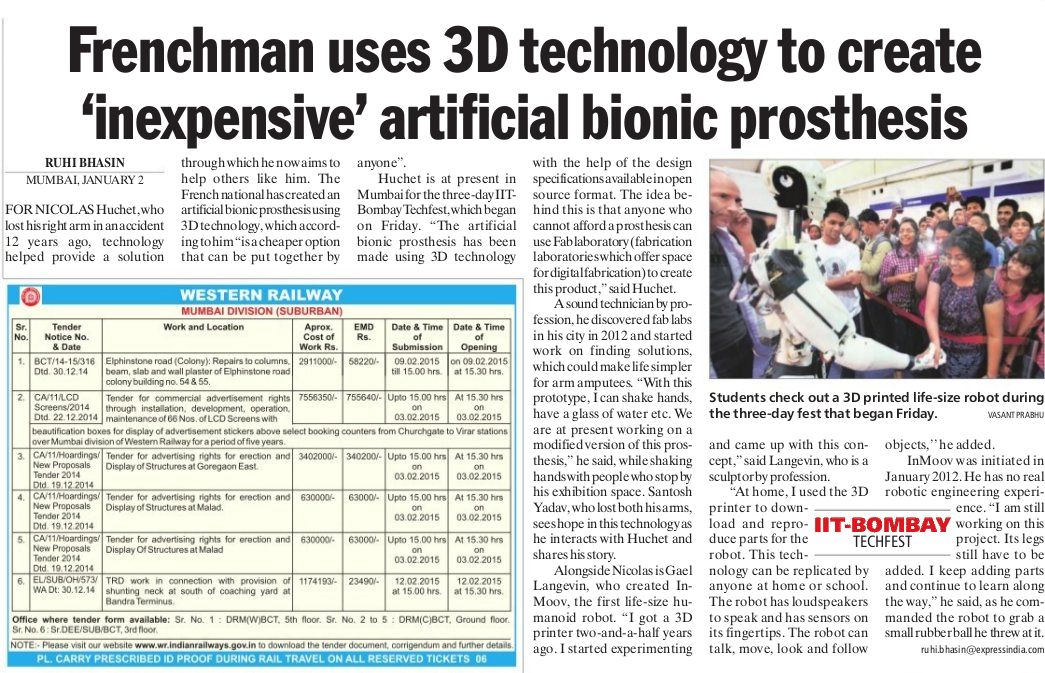 Frenchman uses 3D technology to create
‘inexpensive’ artificial bionic prosthesis
RUHI BHASIN
MUMBAI, JANUARY 2
FOR NICOLAS Huchet, who
lost his right arm in an accident
12 years ago, technology
helped provide a solution
through which he now aims to
help others like him. The
French national has created an
artificial bionic prosthesis using
3D technology, which accord-
ing to him “is a cheaper option
that can be put together by
anyone”.
Huchet is at present in
Mumbai for the three-day IIT-
Bombay Techfest, which began
on Friday. “The artificial
bionic prosthesis has been
made using 3D technology
with the help of the design
specifications available in open
source format. The idea be-
hind this is that anyone who
cannot afford a prosthesis can
use Fab laboratory (fabrication
laboratories which offer space
for digital fabrication) to create
this product,” said Huchet.
A sound technician by pro-
fession, he discovered fab labs
in his city in 2012 and started
work on finding solutions,
which could make life simpler
for arm amputees. “With this
prototype, I can shake hands,
have a glass of water etc. We
are at present working on a
modified version of this pros-
thesis,” he said, while shaking
hands with people who stop by
his exhibition space. Santosh
Yadav, who lost both his arms,
sees hope in this technology as
he interacts with Huchet and
shares his story.
Alongside Nicolas is Gael
Langevin, who created In-
Moov, the first life-size hu-
manoid robot. “I got a 3D
printer two-and-a-half years
ago. I started experimenting
Students check out a 3D printed life-size robot during
the three-day fest that began Friday. VASANT PRABHU
and came up with this con-
cept,” said Langevin, who is a
sculptor by profession.
“At home, I used the 3D
printer to down-
load and repro-
duce parts for the
robot. This tech-
nology can be replicated by
anyone at home or school.
The robot has loudspeakers
to speak and has sensors on
its fingertips. The robot can
talk, move, look and follow
IIT-BOMBAY
TECHFEST
objects,’’ he added.
InMoov was initiated in
January 2012. He has no real
robotic engineering experi-
ence. “I am still
working on this
project. Its legs
still have to be
added. I keep adding parts
and continue to learn along
the way,” he said, as he com-
manded the robot to grab a
small rubber ball he threw at it.
ruhi.bhasin@expressindia.com
WESTERN RAILWAY
MUMBAI DIVISION (SUBURBAN)
Sr. No. Tender Notice No. & Date Work and Location Aprox. Cost of Work Rs. EMD Rs. Date & Time of Submission Date & Time of Opening
1. BCT/14-15/316 Elphinstone road (Colony): Repairs to columns, 2911000/- 58220/- 09.02.2015 on 09.02.2015
Dtd. 30.12.14 beam, slab and wall plaster of Elphinstone road till 15.00 hrs. at 15.30 hrs.
colony building no. 54 & 55.
2. CA/11/LCD Tender for commercial advertisement rights 7556350/- 755640/- Upto 15.00 hrs At 15.30 hrs
Screens/2014 through installation, development, operation, on on
Dtd. 22.12.2014 maintenance of 66 Nos. of LCD Screens with 03.02.2015 03.02.2015
beautification boxes for display of advertisement stickers above select booking counters from Churchgate to Virar stations
over Mumbai division of Western Railway for a period of five years.
3. CA/11/Hoardings/ Tender for advertising rights for erection and 3402000/- 340200/- Upto 15.00 hrs At 15.30 hrs
New Proposals Display of Structures at Goregaon East. on on
Tender 2014 03.02.2015 03.02.2015
Dtd. 19.12.2014
4. CA/11/Hoardings/ Tender for advertising rights for erection and 630000/- 63000/- Upto 15.00 hrs At 15.30 hrs
New Proposals Display of Structures at Malad. on on
Tender 2014 03.02.2015 03.02.2015
Dtd. 19.12.2014
5. CA/11/Hoardings/ Tender for advertising rights for erection and 630000/- 63000/- Upto 15.00 hrs At 15.30 hrs
New Proposals Display Of Structures at Malad on on
Tender 2014 03.02.2015 03.02.2015
Dtd. 19.12.2014
6. EL/SUB/OH/573/ TRD work in connection with provision of 1174193/- 23490/- 12.02.2015 12.02.2015
WA Dt: 30.12.14 shunting neck at south of coaching yard at at 15.00 hrs. at 15.30 hrs.
Bandra Terminus.
Office where tender form available: Sr. No. 1 : DRM(W)BCT, 5th floor. Sr. No. 2 to 5 : DRM(C)BCT, Ground floor.
Sr. No. 6 : Sr.DEE/SUB/BCT, 3rd floor.
NOTE:- Please visit our website www.wr.indianrailways.gov.in to download the tender document, corrigendum and further details.
PL. CARRY PRESCRIBED ID PROOF DURING RAIL TRAVEL ON ALL RESERVED TICKETS 06